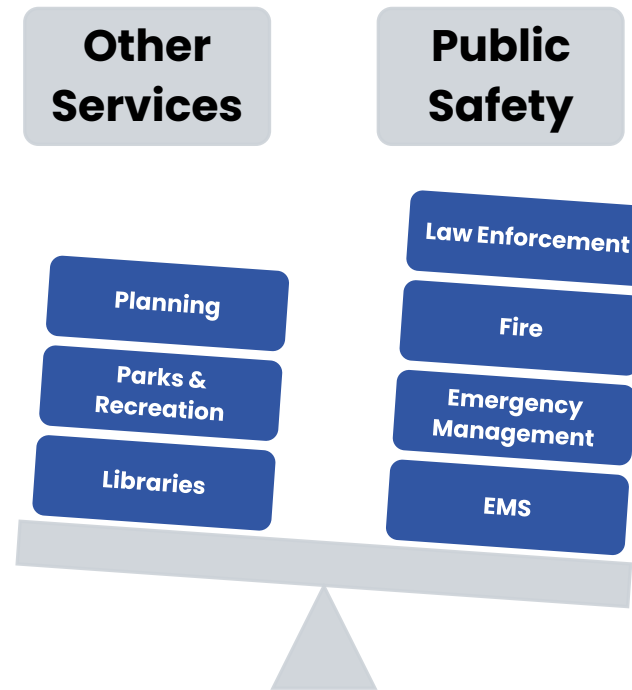 Other
Services
Public
Safety
Planning
Parks &
Recreation
Libraries
Law Enforcement
Fire
Emergency
Management
EMS